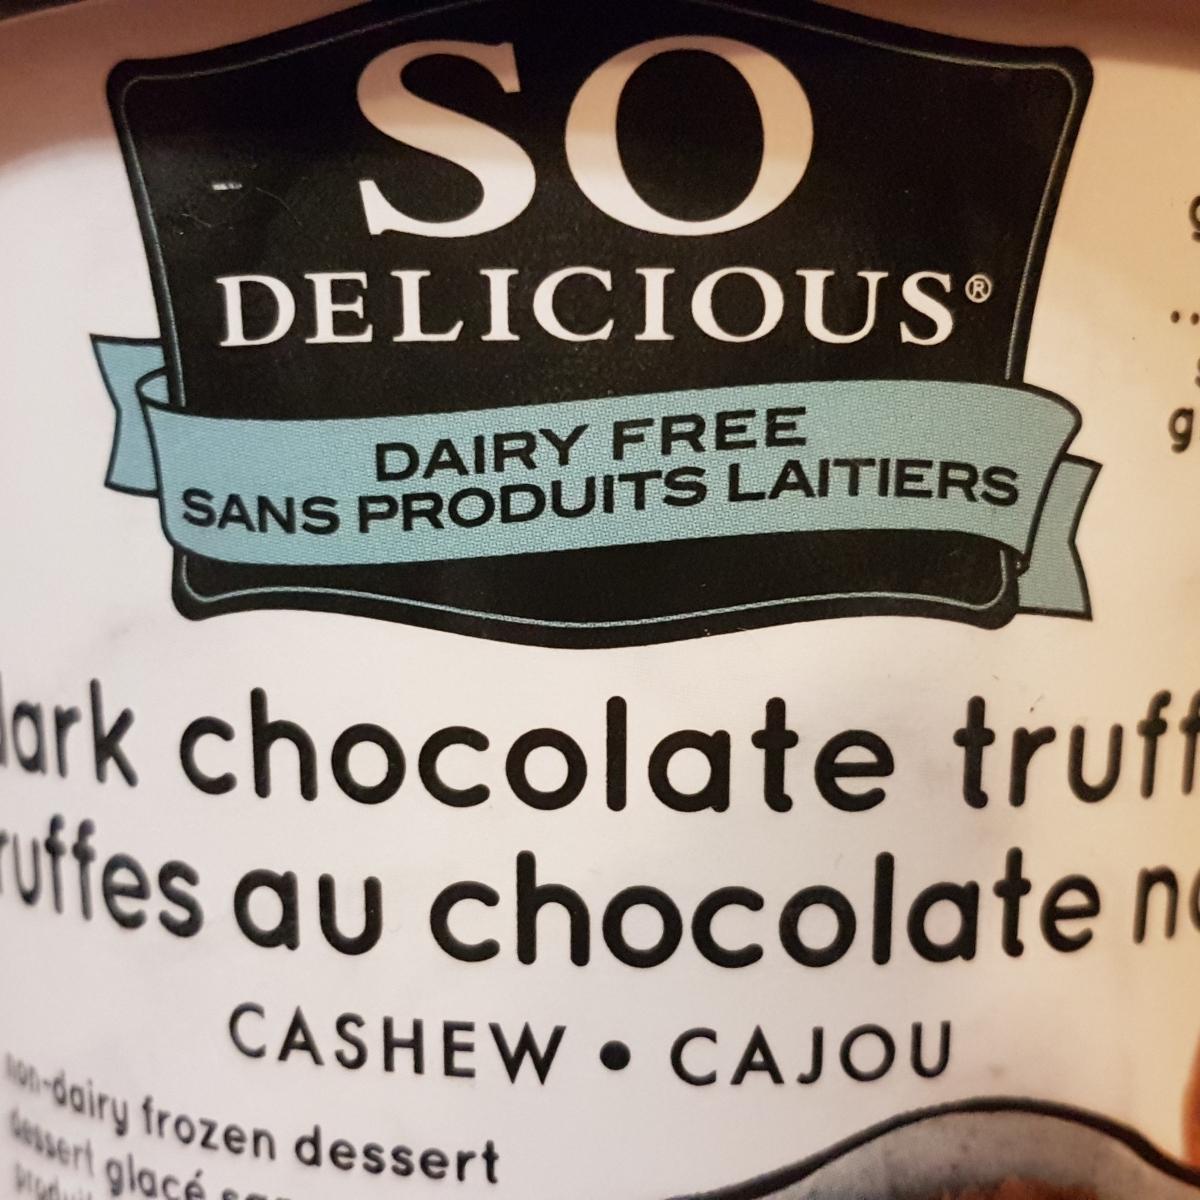 SO
DELICIOUS®
DAIRY FREE
SANS PRODUITS LAITIERS
dark chocolate truff
ruffes au chocolate n
CASHEW • CAJOU
non-dairy frozen dessert
dessert glacé
g